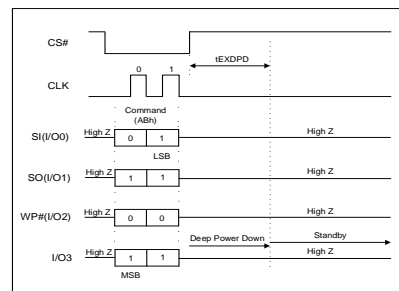 CS#
tEXDPD
0 1
CLK
Command
(ABh)
SI(I/O0) High Z 0 1 High Z
LSB
SO(I/O1) High Z 1 1 High Z
WP#(I/O2) High Z 0 0 High Z
Deep Power Down Standby
I/O3 High Z 1 1 High Z
MSB